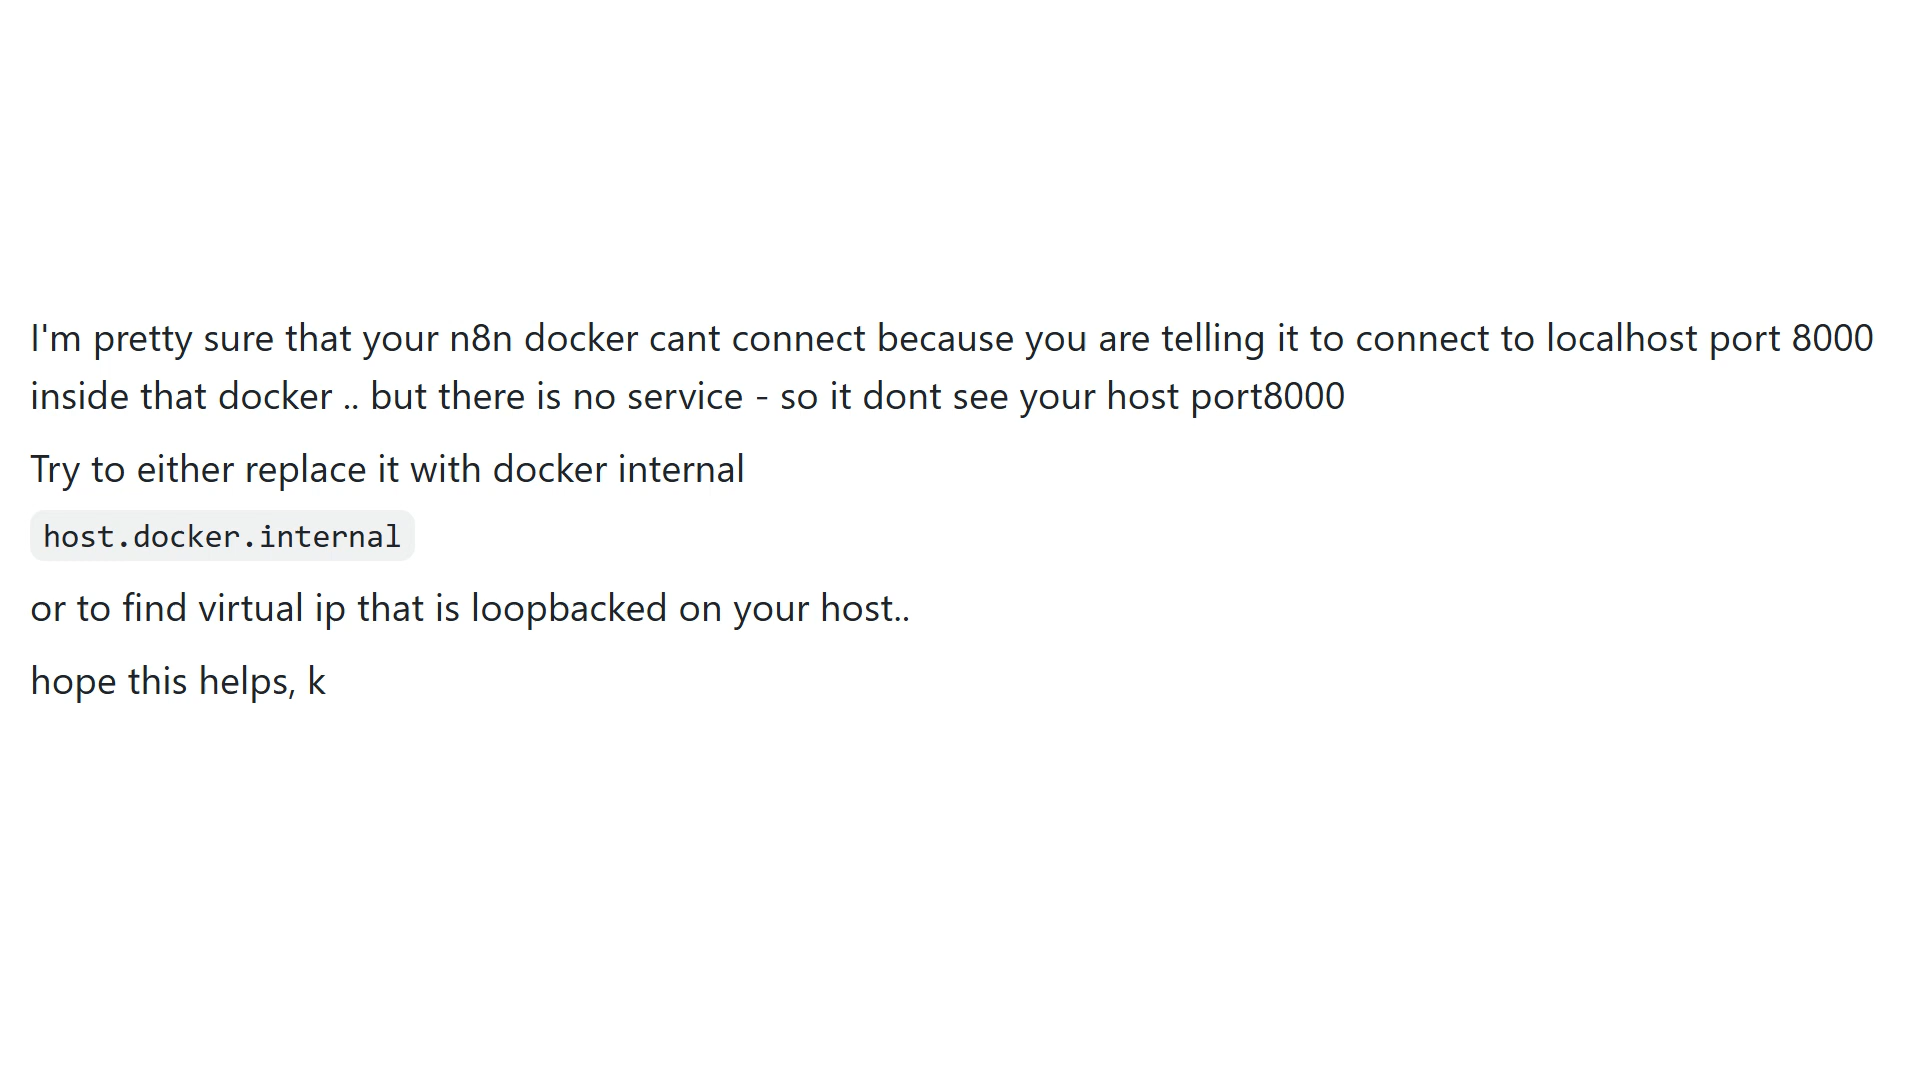 I'm pretty sure that your n8n docker cant connect because you are telling it to connect to localhost port 8000
inside that docker .. but there is no service - so it dont see your host port8000
Try to either replace it with docker internal
host.docker.internal
or to find virtual ip that is loopbacked on your host..
hope this helps, k